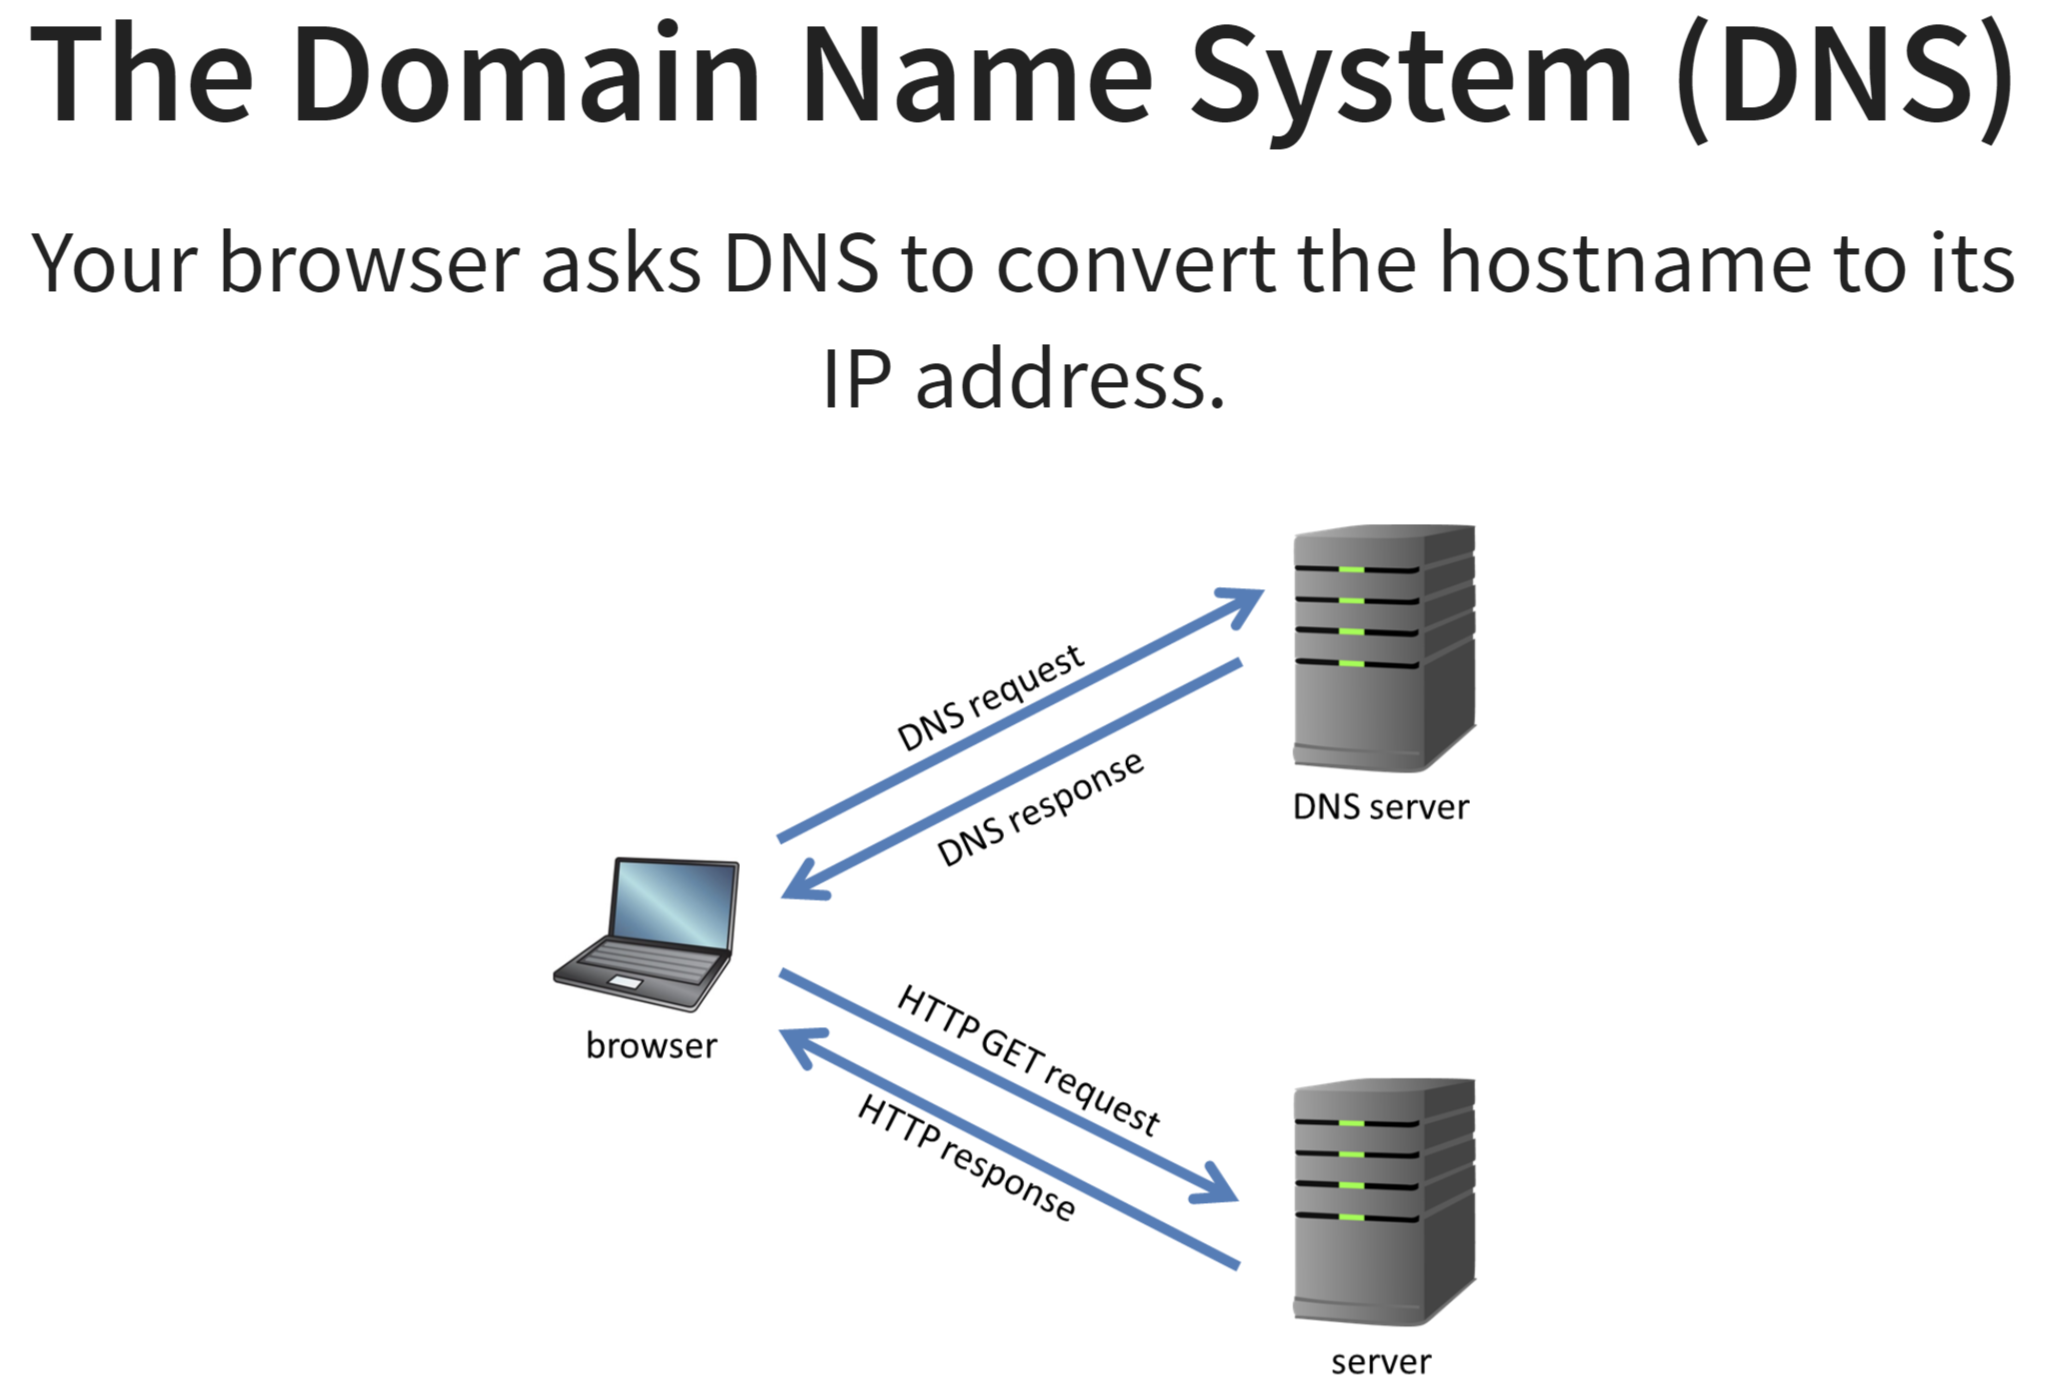 The Domain Name System (DNS)
Your browser asks DNS to convert the hostname to its
IP address.
DNS request
DNS response
DNS server
browser
HTTP GET request
HTTP response
server